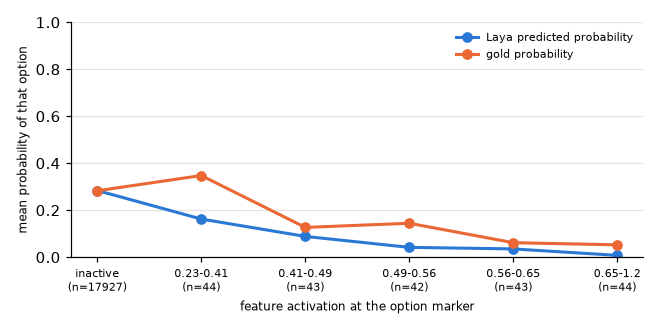 1.0
0.8
0.6
0.4
0.2
0.0
mean probability of that option
Laya predicted probability
gold probability
inactive
(n=17927)
0.23-0.41
(n=44)
0.41-0.49
(n=43)
0.49-0.56
(n=42)
0.56-0.65
(n=43)
0.65-1.2
(n=44)
feature activation at the option marker